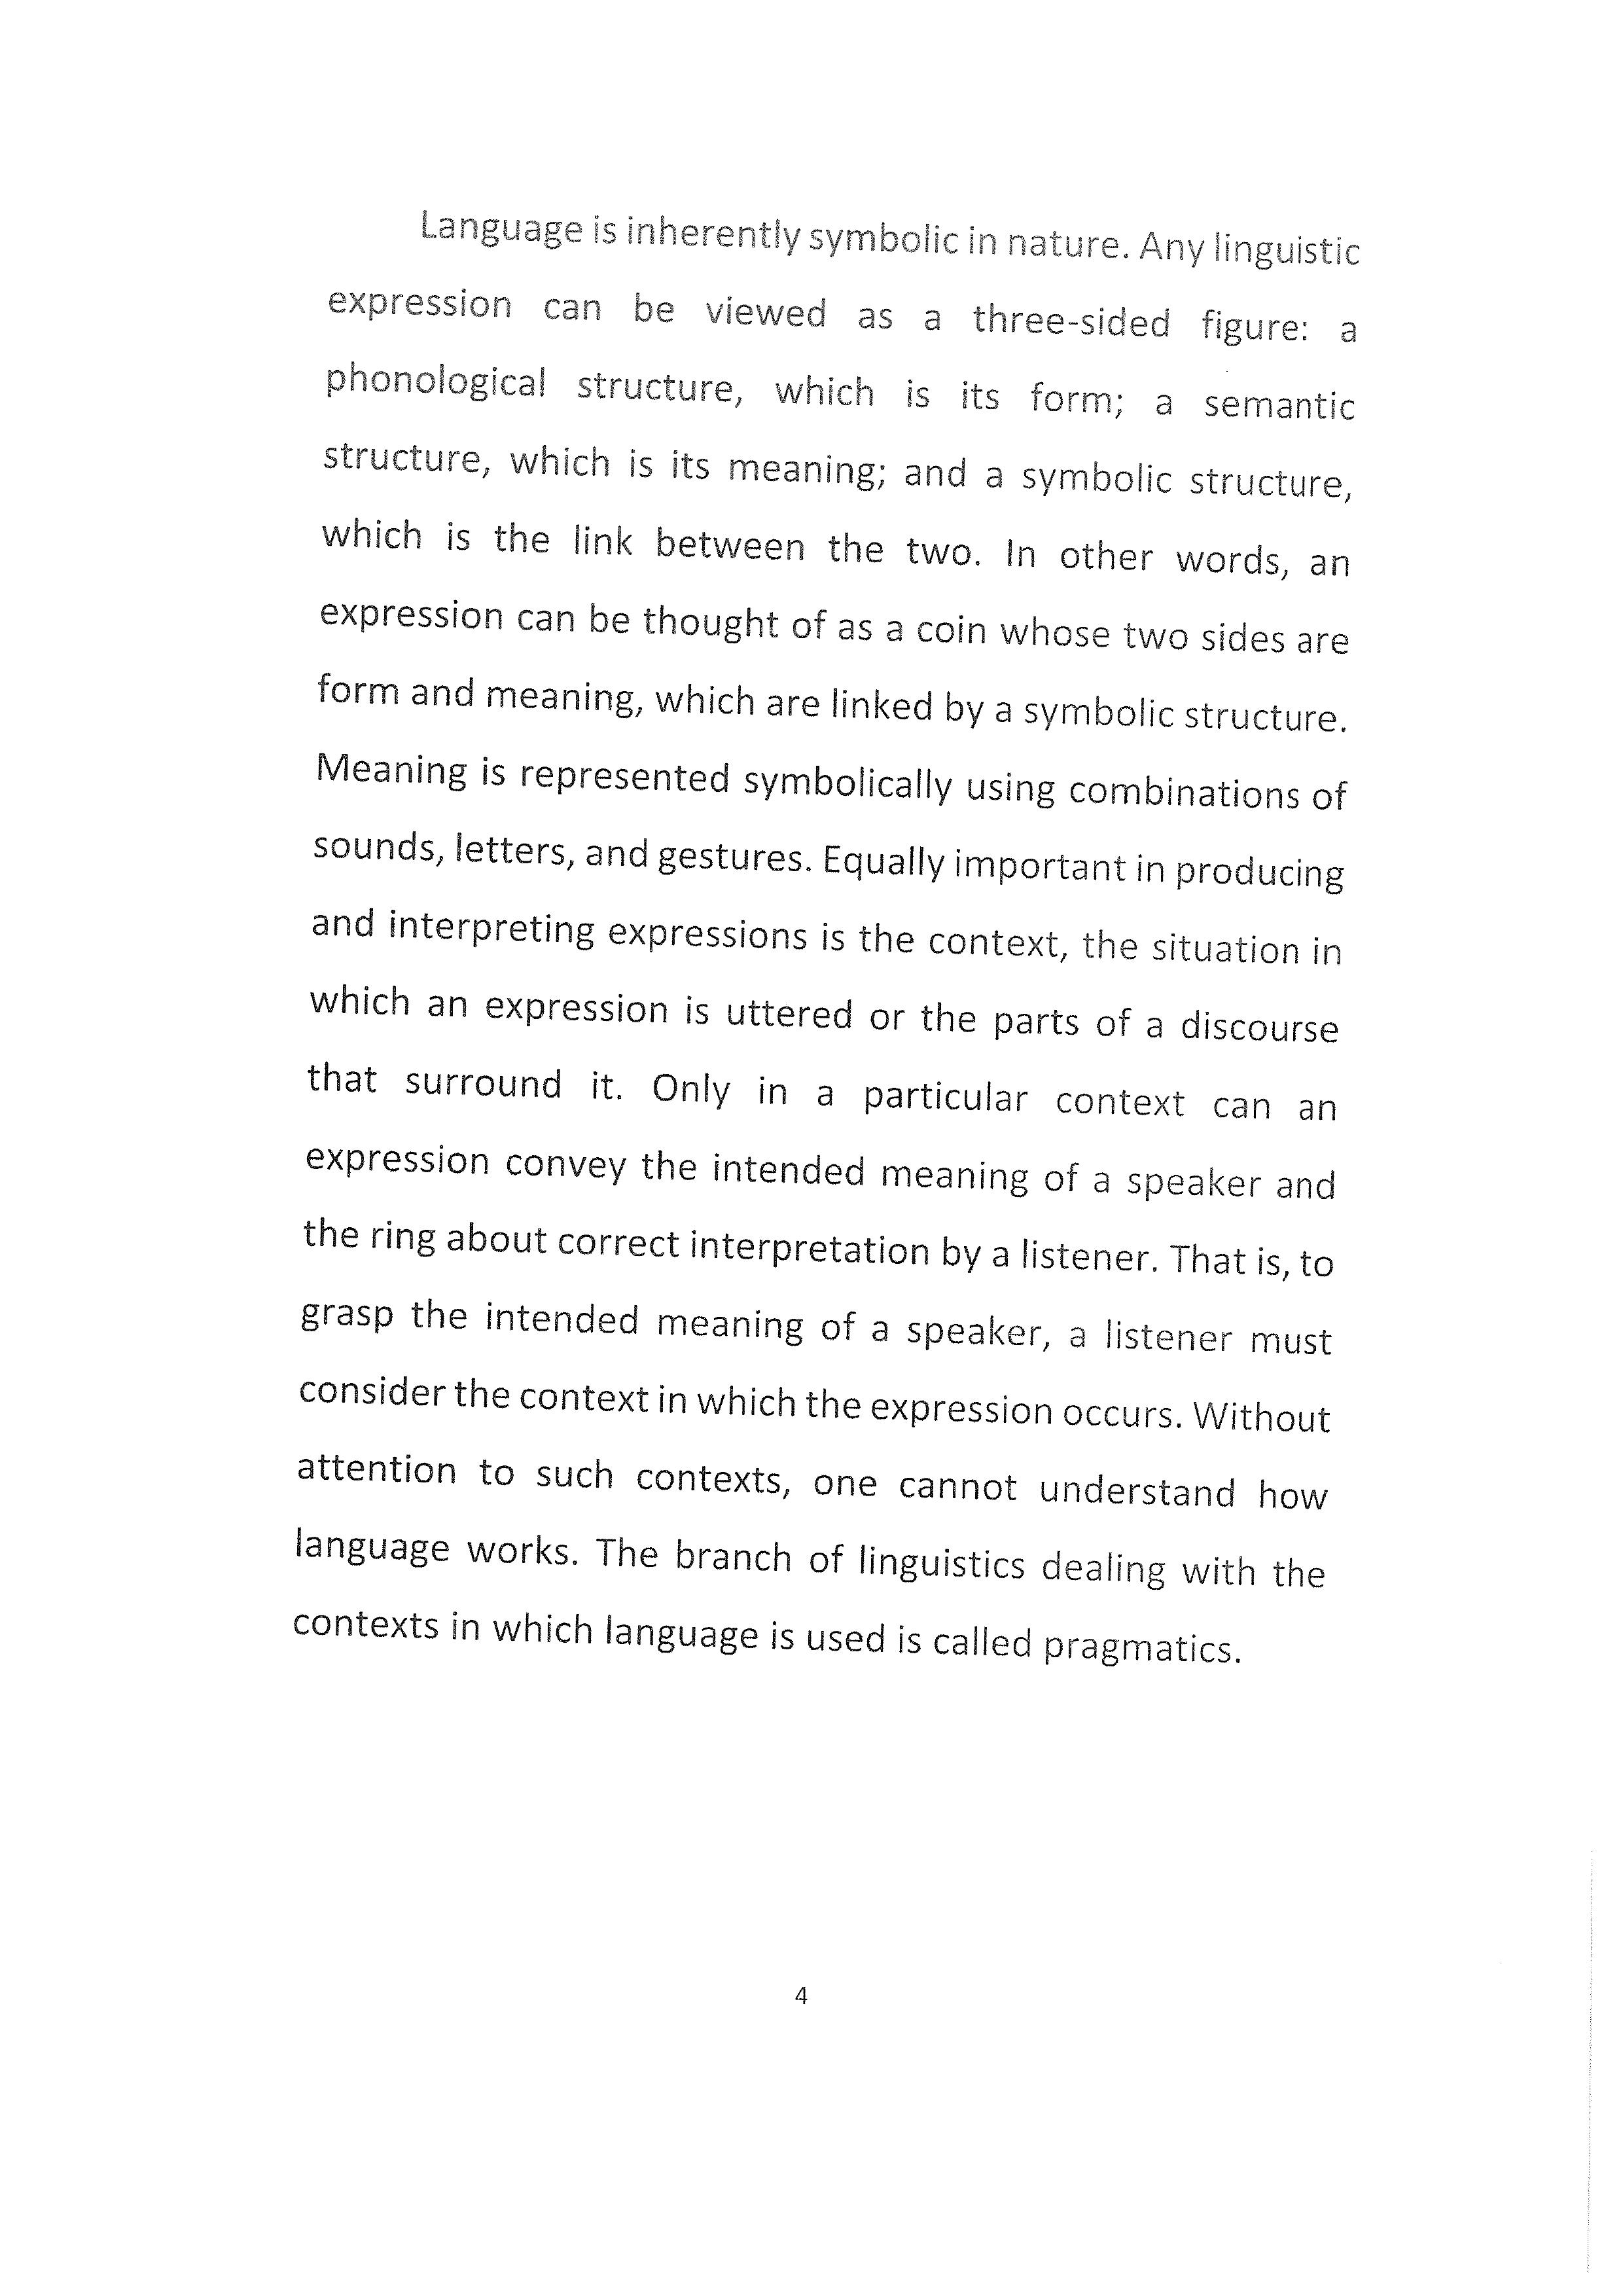 Language is inherently symbolic in nature. Any linguistic
expression can be viewed as a three-sided figure: a
phonological structure, which is its form; a semantic
structure, which is its meaning; and a symbolic structure,
which is the link between the two. In other words, an
expression can be thought of as a coin whose two sides are
form and meaning, which are linked by a symbolic structure.
Meaning is represented symbolically using combinations of
sounds, letters, and gestures. Equally important in producing
and interpreting expressions is the context, the situation in
which an expression is uttered or the parts of a discourse
that surround it. Only in a particular context can an
expression convey the intended meaning of a speaker and
the ring about correct interpretation by a listener. That is, to
grasp the intended meaning of a speaker, a listener must
consider the context in which the expression occurs. Without
attention to such contexts, one cannot understand how
language works. The branch of linguistics dealing with the
contexts in which language is used is called pragmatics.
4